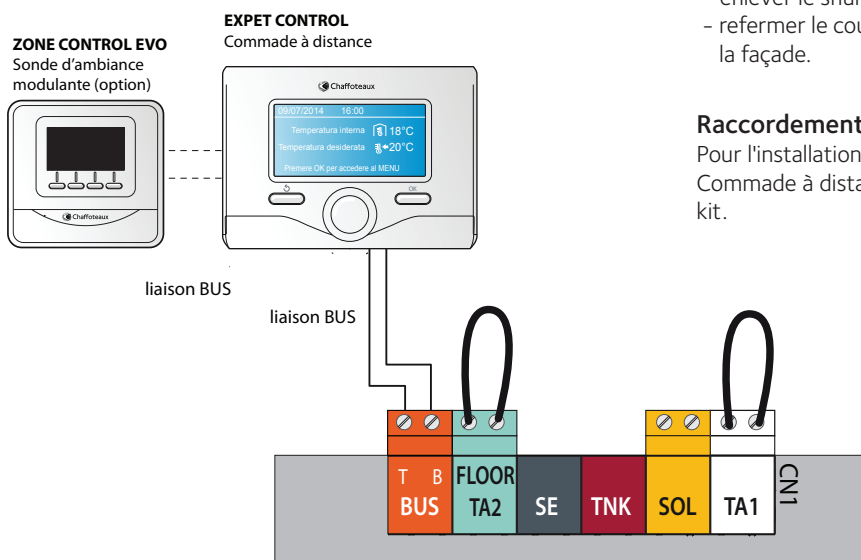 EXPET CONTROL
Commade à distance
ZONE CONTROL EVO
Sonde d'ambiance
modulante (option)
Chaffoteaux
09/07/2014 16:00
Temperatura interna 18°C
Temperatura desiderata 20°C
Premere OK per accedere al MENU
OK
Chaffoteaux
liaison BUS
liaison BUS
- refermer le cou
la façade.
Raccordement
Pour l'installation
Commade à dista
kit.
T B
BUS
FLOOR
TA2
SE
TNK
SOL
TA1
CN1